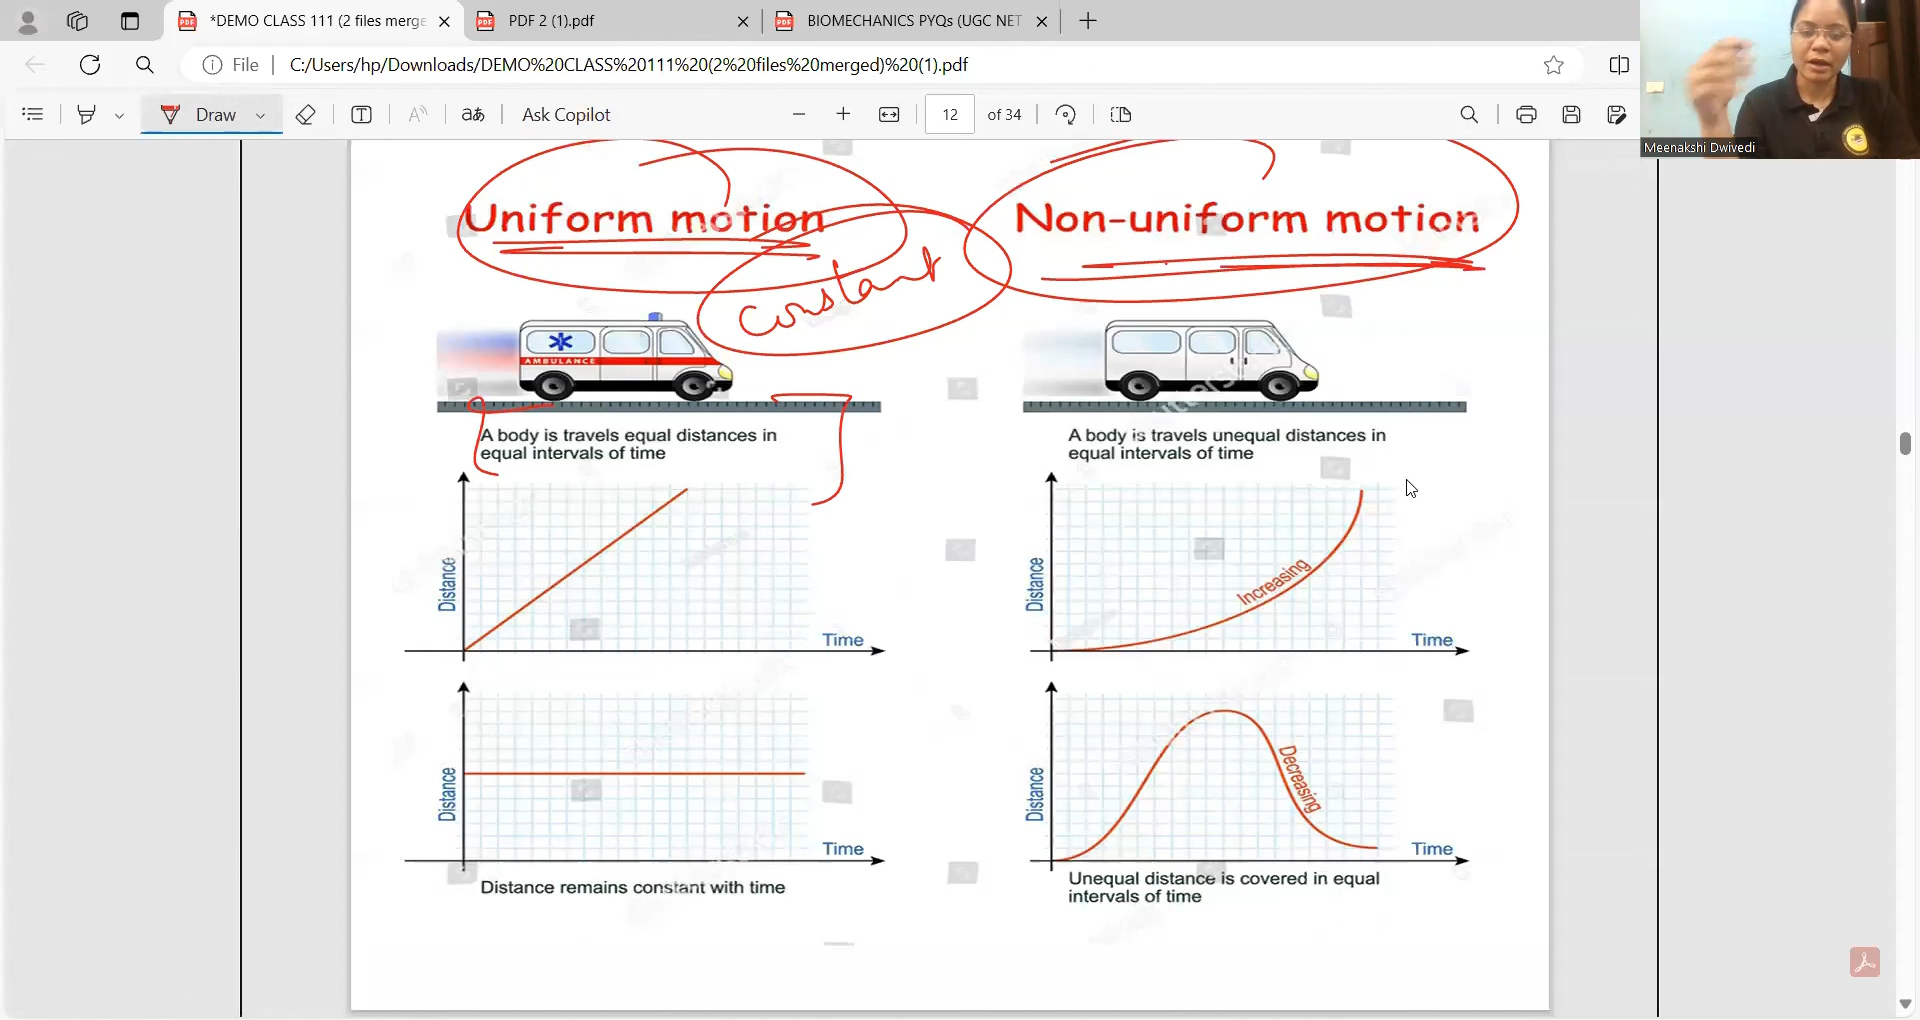 *DEMO CLASS 111 (2 files merge
PDF 2 (1).pdf
BIOMECHANICS PYQs (UGC NET
File
C:/Users/hp/Downloads/DEMO%20CLASS%20111%20(2%20files%20merged)%20(1).pdf
Draw
Ask Copilot
12 of 34
Meenakshi Dwivedi
Uniform motion
Non-uniform motion
constant
AMBULANCE
A body is travels equal distances in
equal intervals of time
A body is travels unequal distances in
equal intervals of time
Distance
Time
Distance
Increasing
Time
Distance
Time
Distance remains constant with time
Distance
Decreasing
Time
Unequal distance is covered in equal
intervals of time